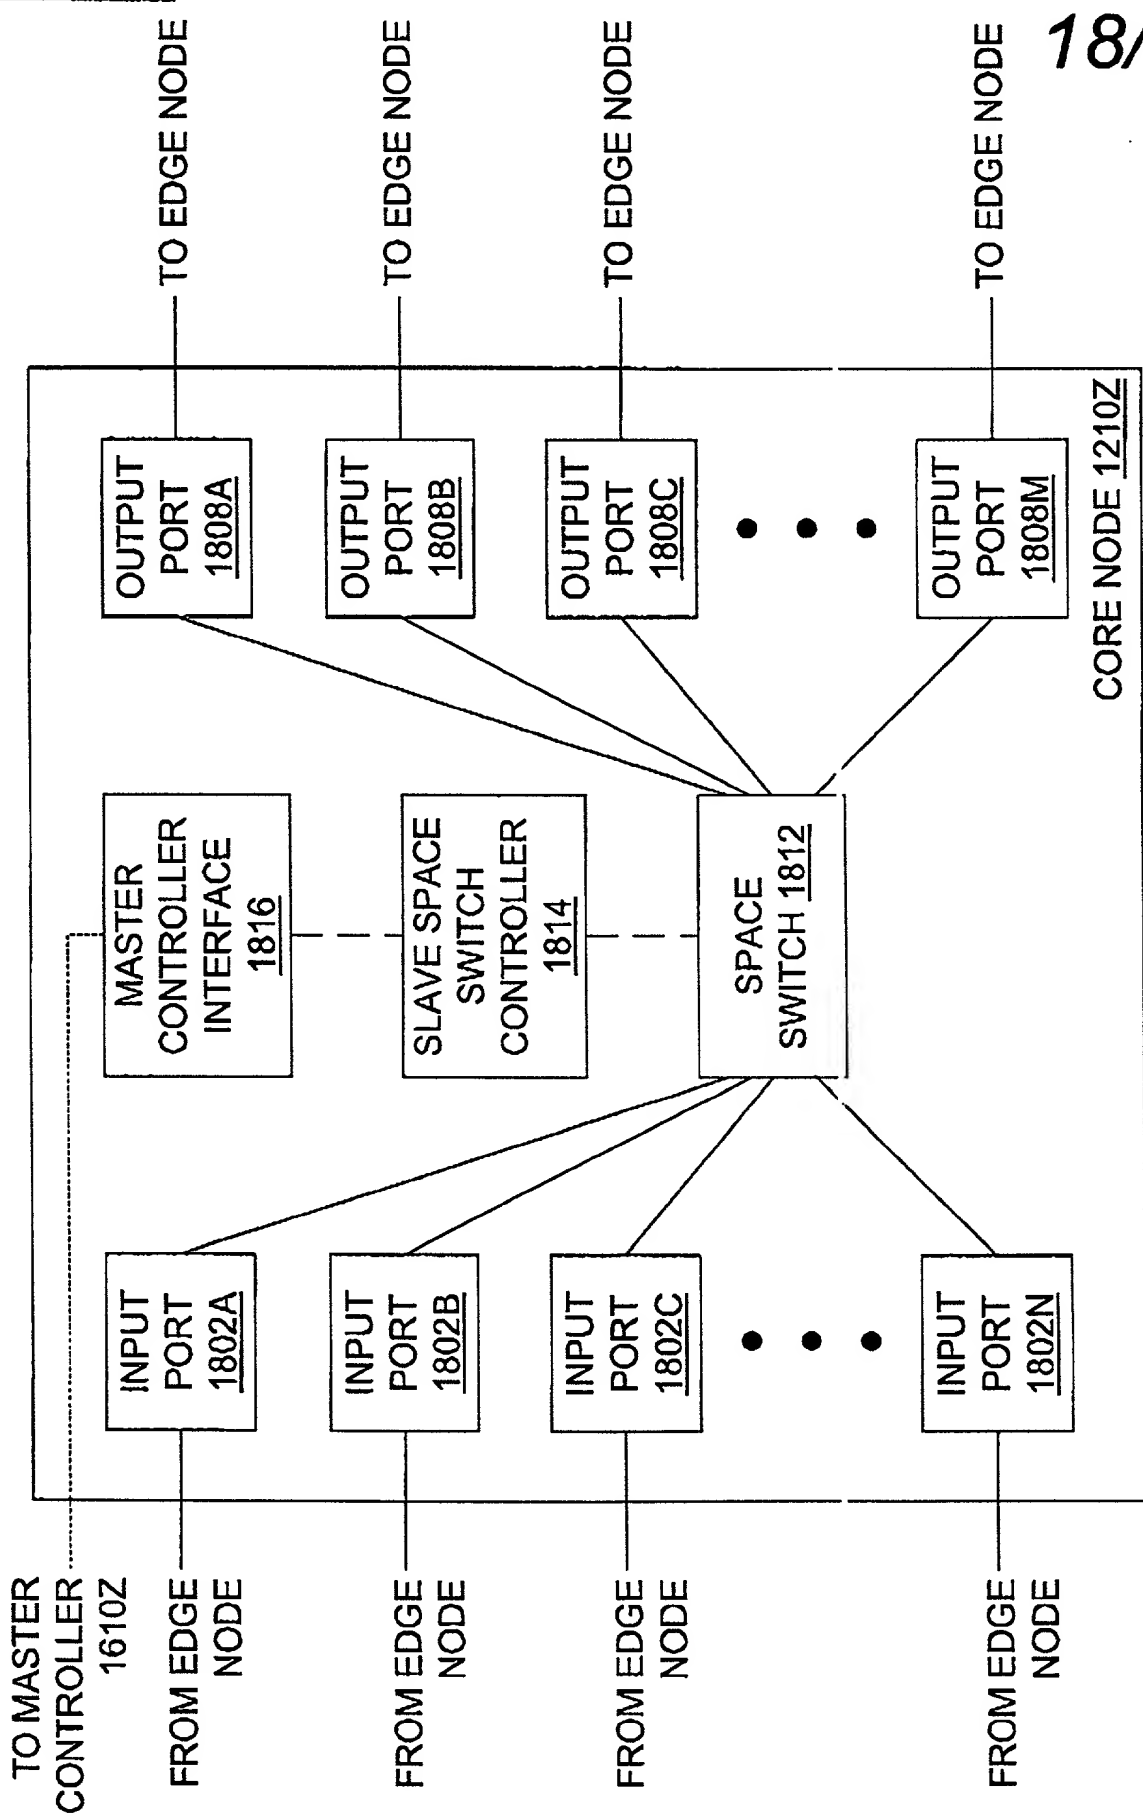 18/
TO MASTER
CONTROLLER
1610Z
FROM EDGE
NODE
INPUT
PORT
1802A
MASTER
CONTROLLER
INTERFACE
1816
OUTPUT
PORT
1808A
TO EDGE NODE
FROM EDGE
NODE
INPUT
PORT
1802B
SLAVE SPACE
SWITCH
CONTROLLER
1814
OUTPUT
PORT
1808B
TO EDGE NODE
FROM EDGE
NODE
INPUT
PORT
1802C
SPACE
SWITCH 1812
OUTPUT
PORT
1808C
TO EDGE NODE
FROM EDGE
NODE
INPUT
PORT
1802N
OUTPUT
PORT
1808M
TO EDGE NODE
CORE NODE 1210Z